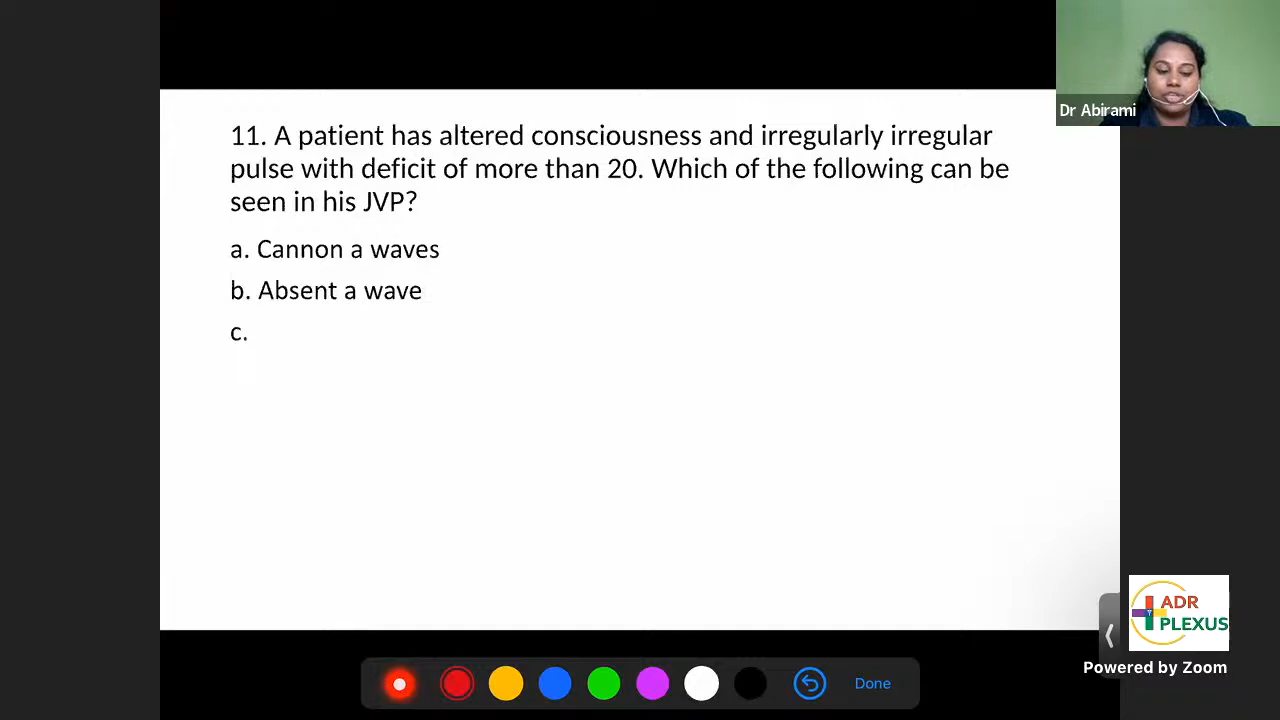 Dr Abirami
11. A patient has altered consciousness and irregularly irregular
pulse with deficit of more than 20. Which of the following can be
seen in his JVP?
a. Cannon a waves
b. Absent a wave
c.
ADR
PLEXUS
Powered by Zoom
Done